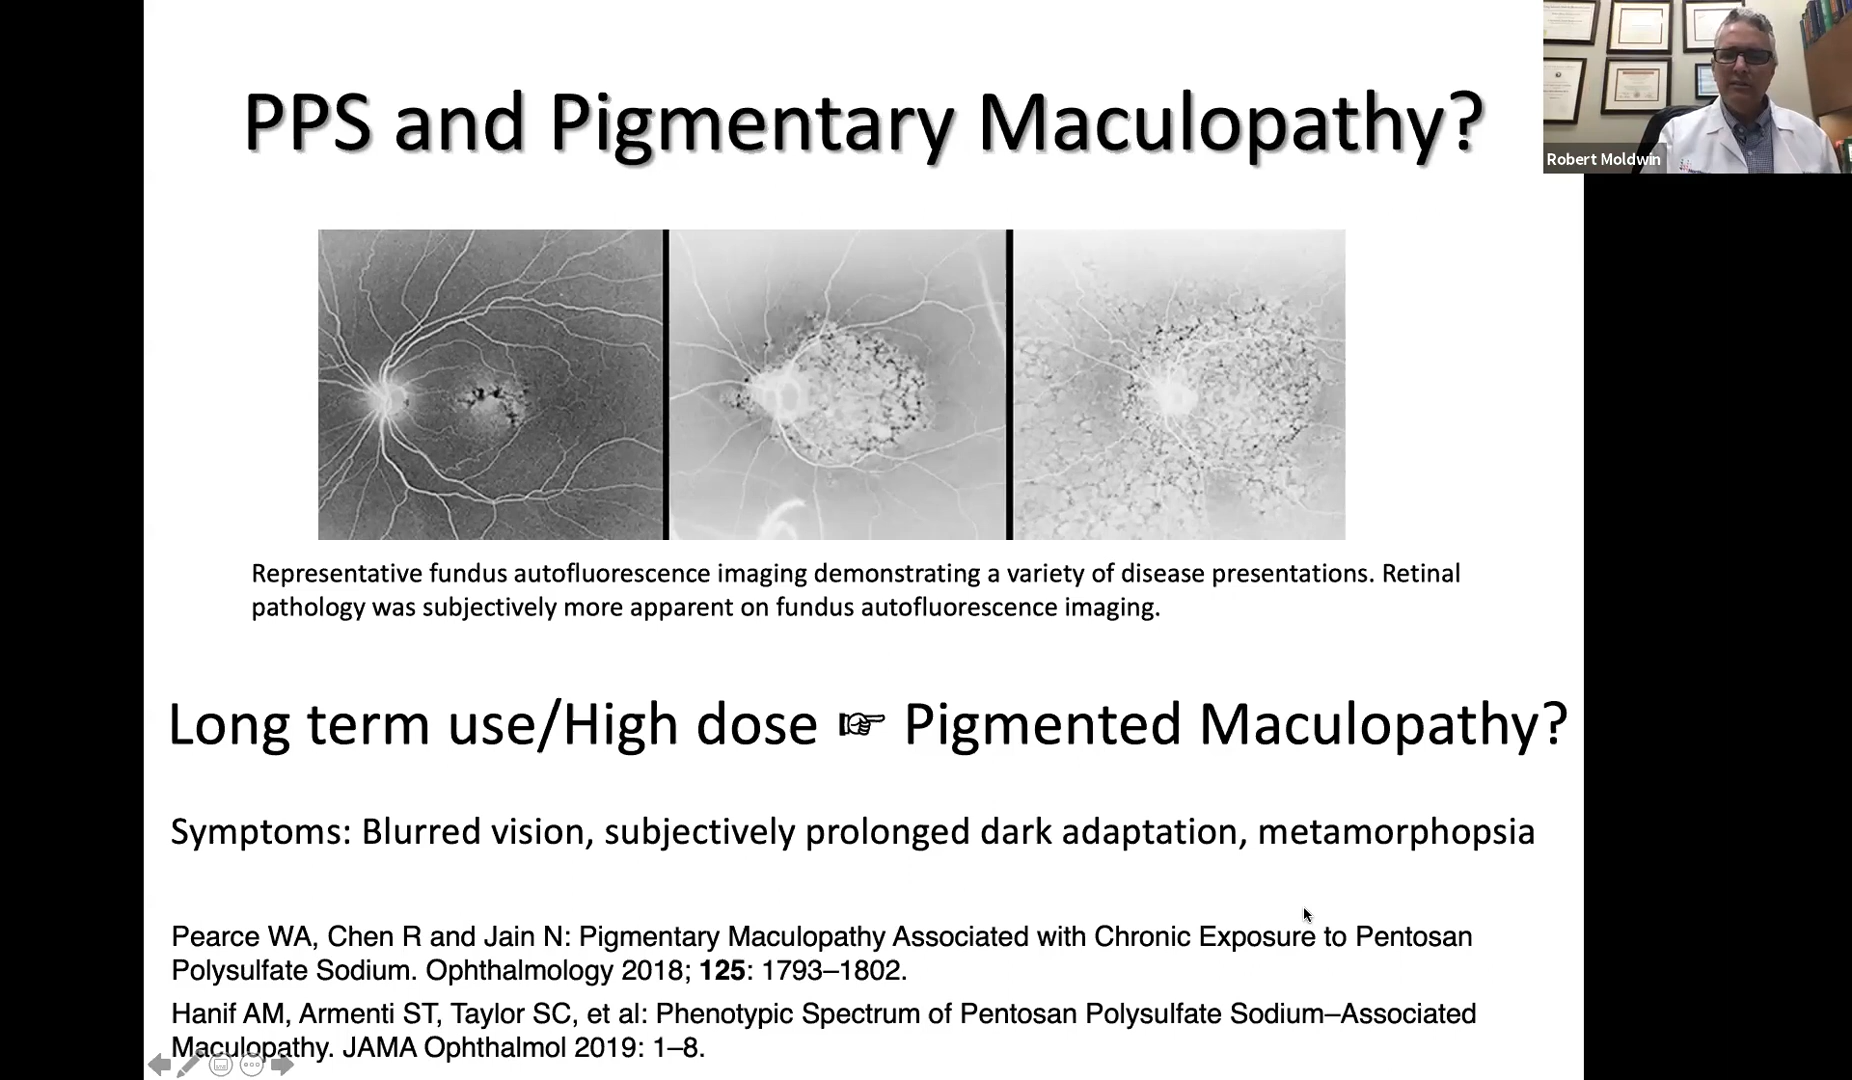 PPS and Pigmentary Maculopathy?
Robert Moldwin
Representative fundus autofluorescence imaging demonstrating a variety of disease presentations. Retinal
pathology was subjectively more apparent on fundus autofluorescence imaging.
Long term use/High dose ☞ Pigmented Maculopathy?
Symptoms: Blurred vision, subjectively prolonged dark adaptation, metamorphopsia
Pearce WA, Chen R and Jain N: Pigmentary Maculopathy Associated with Chronic Exposure to Pentosan
Polysulfate Sodium. Ophthalmology 2018; 125: 1793–1802.
Hanif AM, Armenti ST, Taylor SC, et al: Phenotypic Spectrum of Pentosan Polysulfate Sodium–Associated
Maculopathy. JAMA Ophthalmol 2019: 1–8.